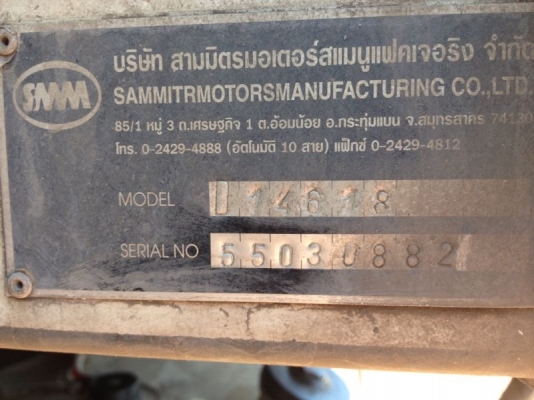 บริษัท สามมิตรมอเตอร์สแมนูแฟคเจอริง จำกัด
SMM SAMMITRMOTORSMANUFACTURING CO.,LTD.
85/1 หมู่ 3 ถ.เศรษฐกิจ 1 ต.อ้อมน้อย อ.กระทุ่มแบน จ.สมุทรสาคร 74130
โทร. 0-2429-4888 (อัตโนมัติ 10 สาย) แฟ็กซ์ 0-2429-4812
MODEL
SERIAL NO 55030882